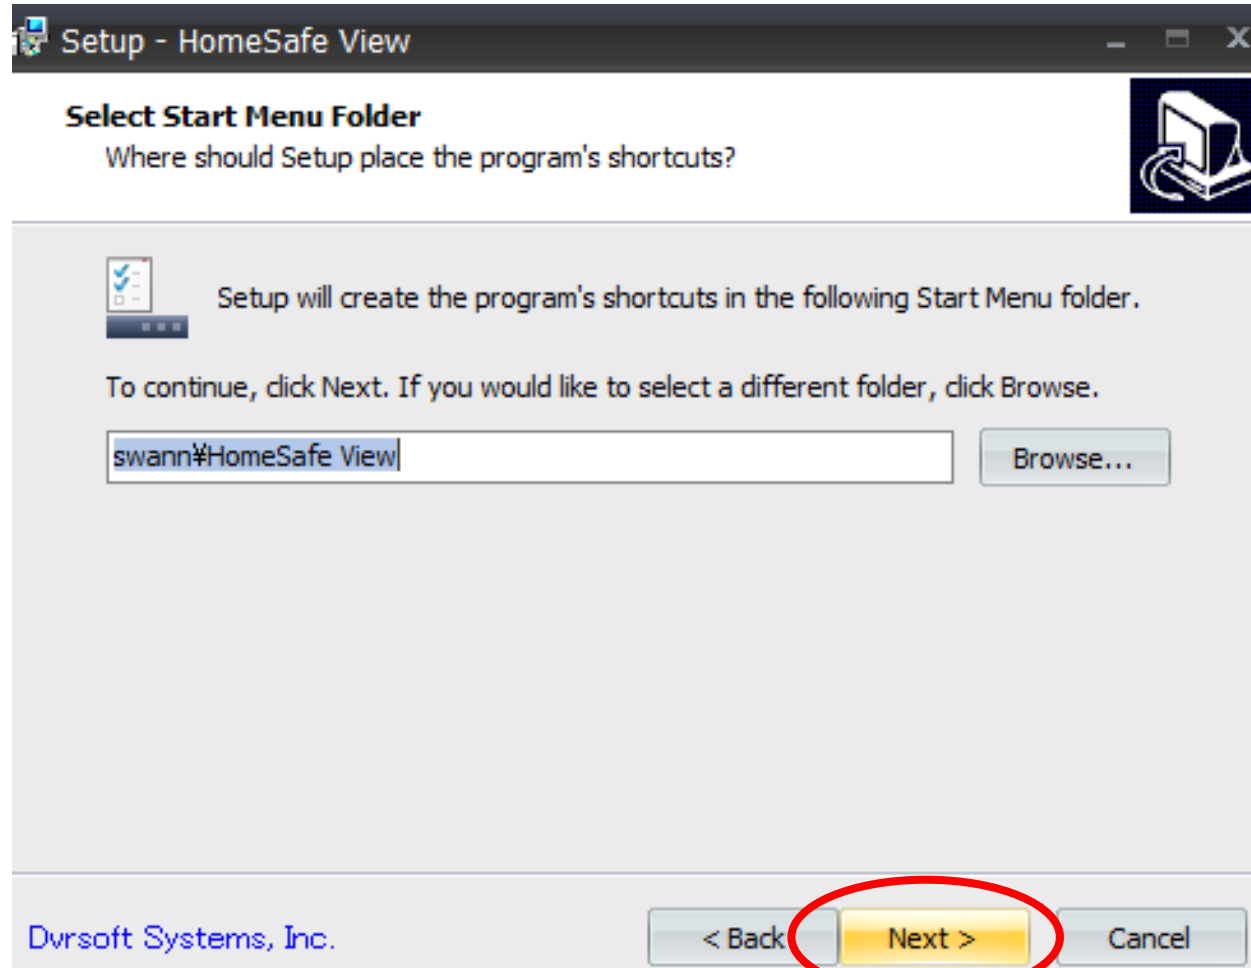 Setup - HomeSafe View
Select Start Menu Folder
Where should Setup place the program's shortcuts?
Setup will create the program's shortcuts in the following Start Menu folder.
To continue, click Next. If you would like to select a different folder, click Browse.
swann¥HomeSafe View
Browse...
Dvrsoft Systems, Inc.
< Back
Next >
Cancel